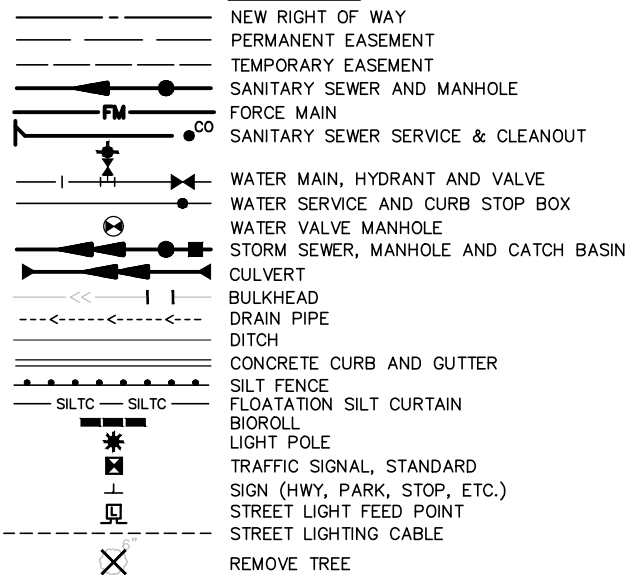 NEW RIGHT OF WAY
PERMANENT EASEMENT
TEMPORARY EASEMENT
SANITARY SEWER AND MANHOLE
FM FORCE MAIN
CO SANITARY SEWER SERVICE & CLEANOUT
WATER MAIN, HYDRANT AND VALVE
WATER SERVICE AND CURB STOP BOX
WATER VALVE MANHOLE
STORM SEWER, MANHOLE AND CATCH BASIN
CULVERT
BULKHEAD
DRAIN PIPE
DITCH
CONCRETE CURB AND GUTTER
SILT FENCE
SILTC SILTC FLOATATION SILT CURTAIN
BIOROLL
LIGHT POLE
TRAFFIC SIGNAL, STANDARD
SIGN (HWY, PARK, STOP, ETC.)
L STREET LIGHT FEED POINT
STREET LIGHTING CABLE
6"
REMOVE TREE